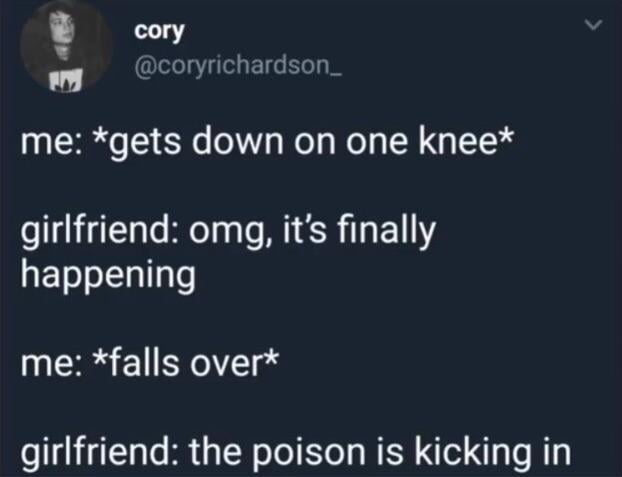 cory
@coryrichardson_
me: *gets down on one knee*
girlfriend: omg, it's finally
happening
me: *falls over*
girlfriend: the poison is kicking in